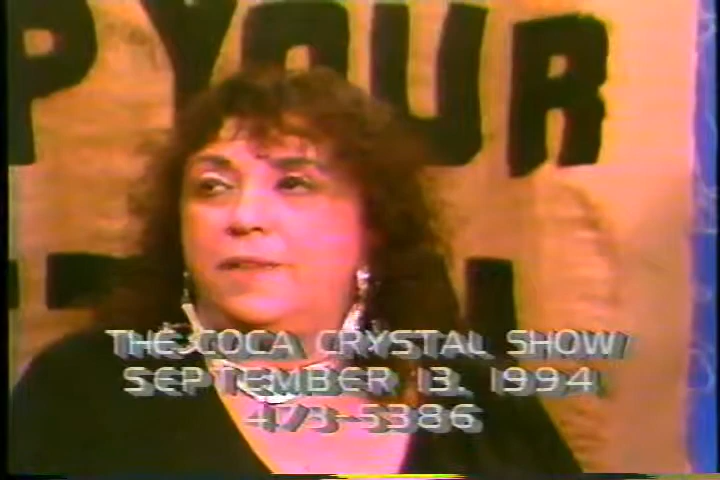 P YOUR
THE COCA CRYSTAL SHOW
SEPTEMBER 13, 1994
473-5386